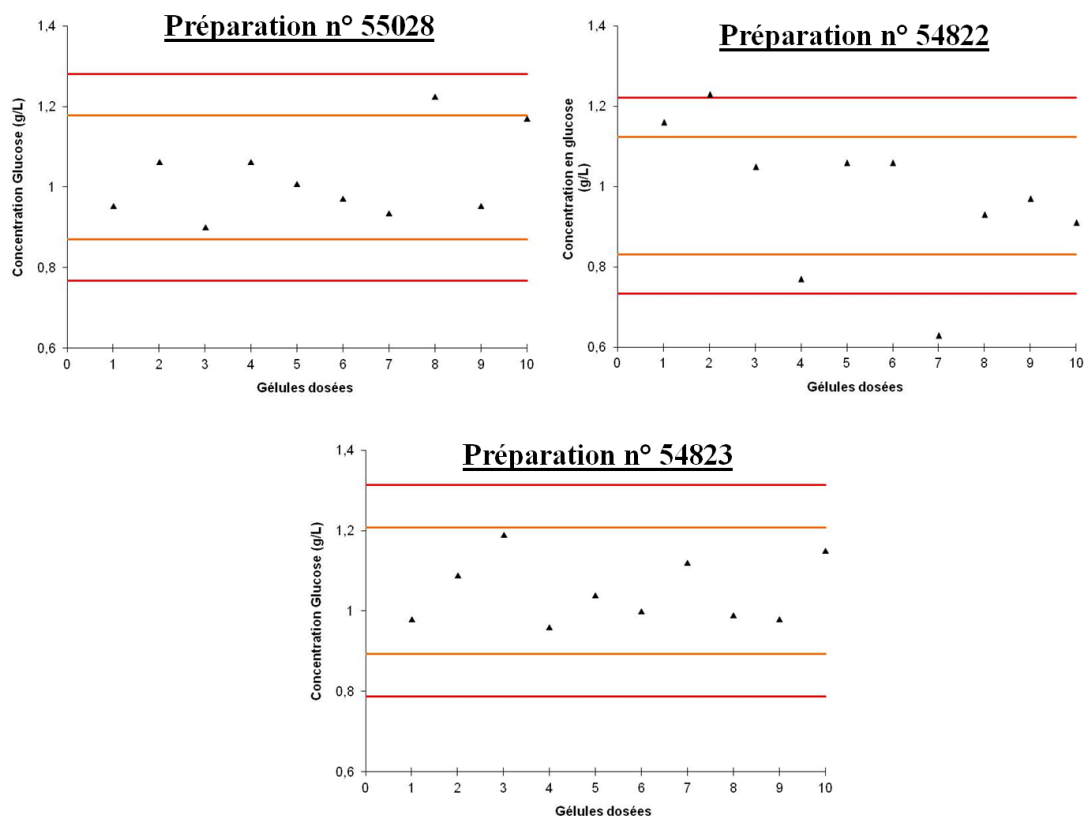 Préparation n° 55028
Concentration Glucose (g/L)
1,4
1,2
1
0,8
0,6
0 1 2 3 4 5 6 7 8 9 10
Gélules dosées
Préparation n° 54822
Concentration en glucose
(g/L)
1,4
1,2
1
0,8
0,6
0 1 2 3 4 5 6 7 8 9 10
Gélules dosées
Préparation n° 54823
Concentration Glucose (g/L)
1,4
1,2
1
0,8
0,6
0 1 2 3 4 5 6 7 8 9 10
Gélules dosées